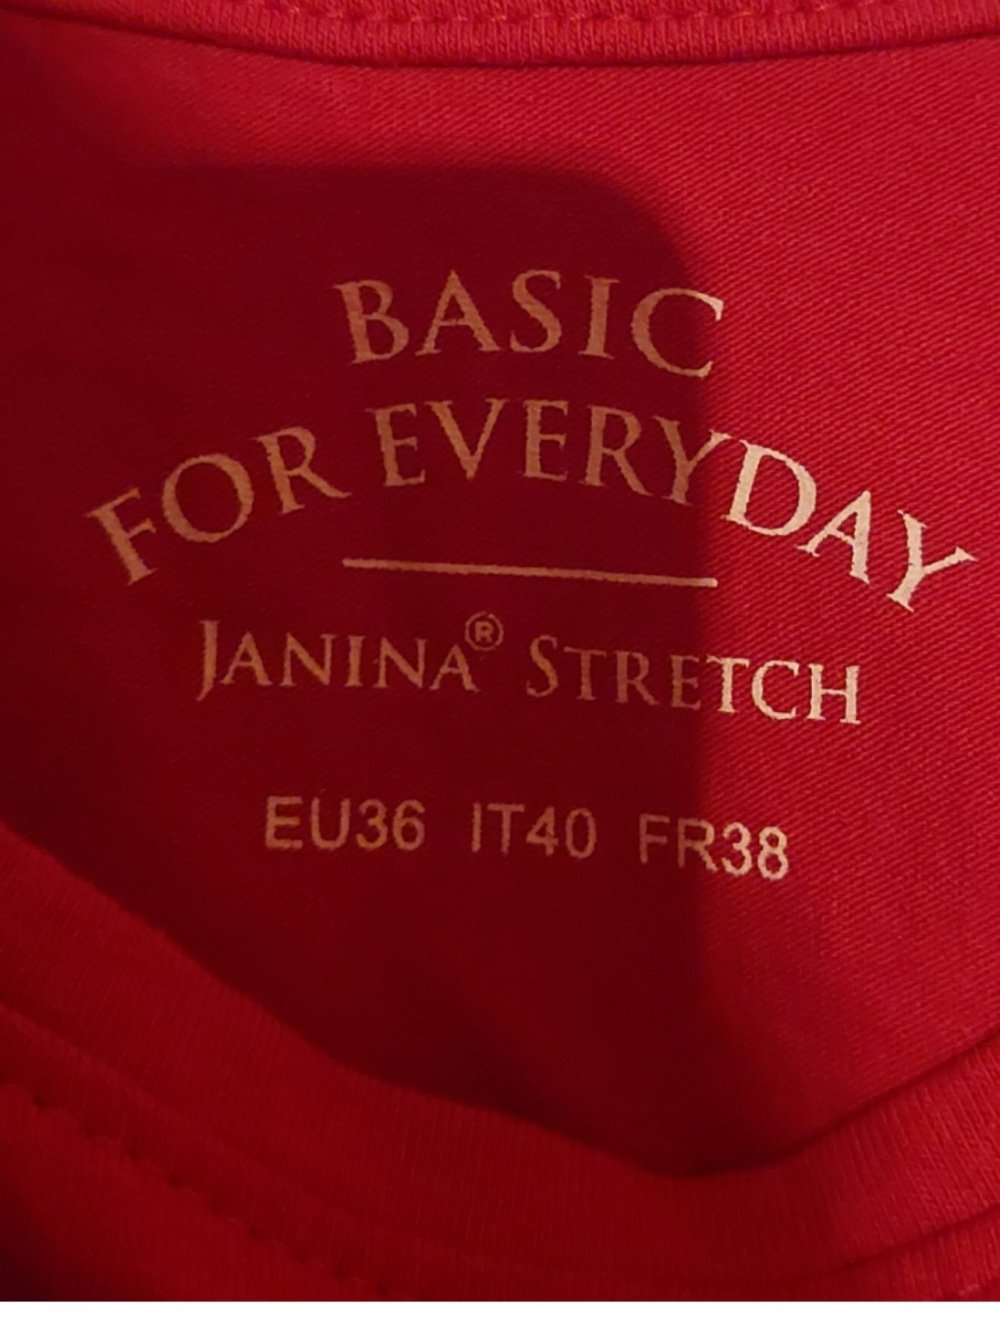 BASIC
FOR EVERYDAY
JANINA® STRETCH
EU36 IT40 FR38